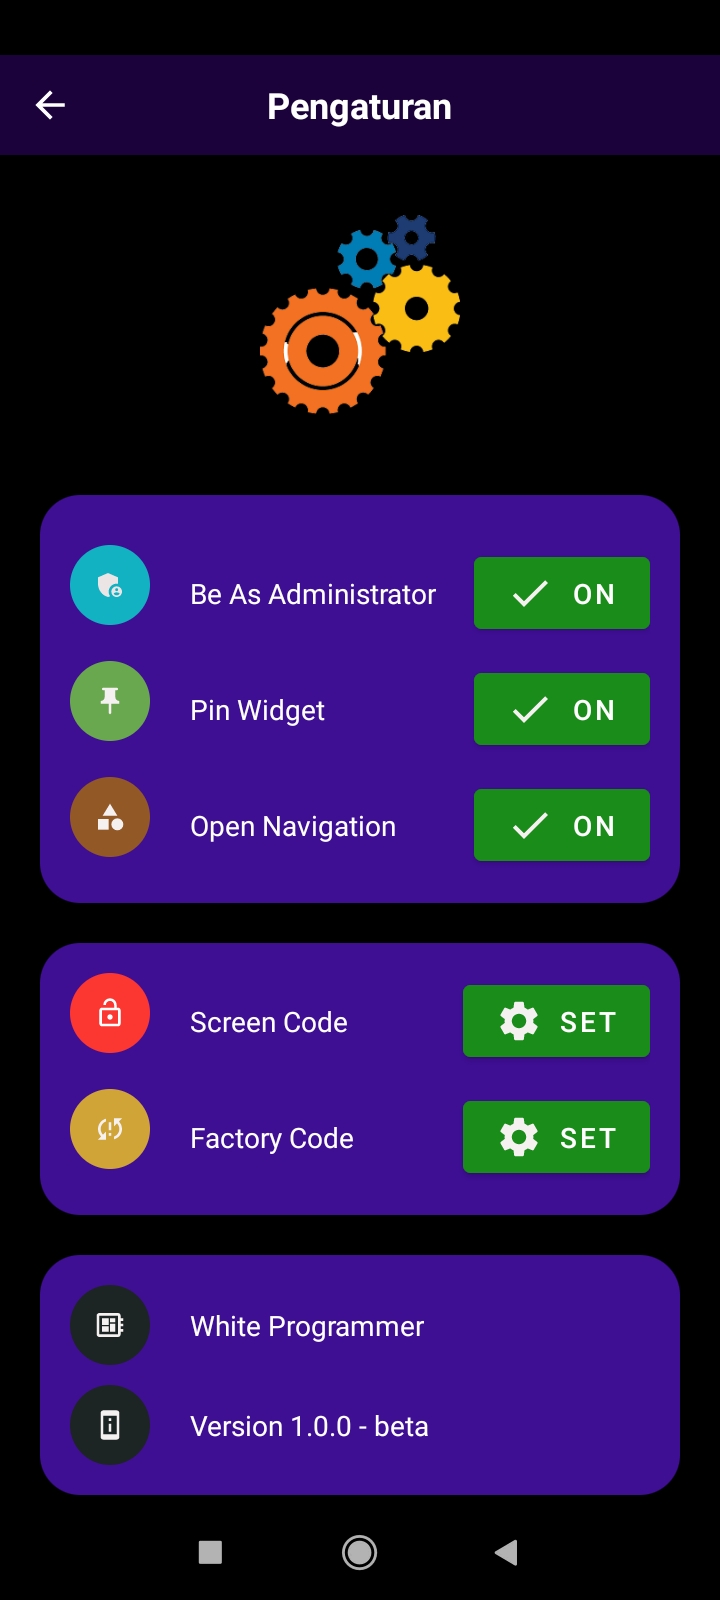 Pengaturan
Be As Administrator
ON
Pin Widget
ON
Open Navigation
ON
Screen Code
SET
Factory Code
SET
White Programmer
Version 1.0.0 - beta